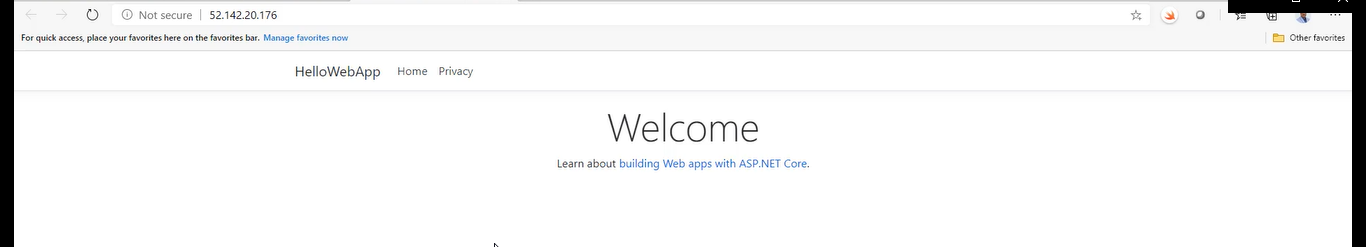 Not secure 52.142.20.176
For quick access, place your favorites here on the favorites bar. Manage favorites now
Other favorites
HelloWebApp Home Privacy
Welcome
Learn about building Web apps with ASP.NET Core.